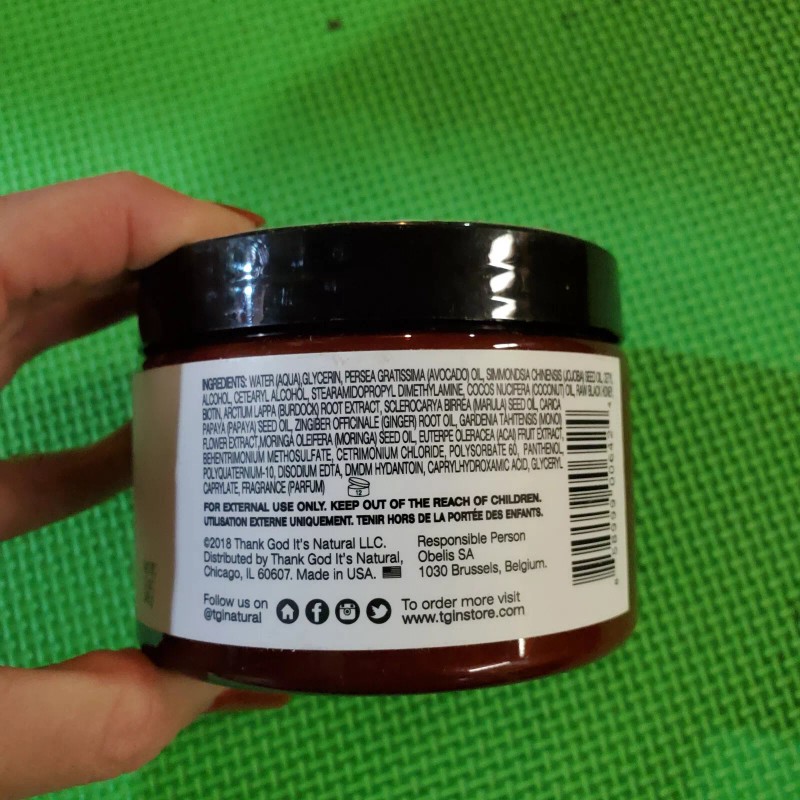 INGREDIENTS: WATER (AQUA),GLYCERIN, PERSEA GRATISSIMA (AVOCADO) OIL, SIMMONDSIA CHINENSIS (JOJOBA) SEED OIL,
ALCOHOL, CETEARYL ALCOHOL, STEARAMIDOPROPYL DIMETHYLAMINE, COCOS NUCIFERA (COCONUT) OIL, RAW BLACK HONEY,
BIOTIN, ARCTIUM LAPPA (BURDOCK) ROOT EXTRACT, SCLEROCARYA BIRREA (MARULA) SEED OIL, CARICA
PAPAYA (PAPAYA) SEED OIL, ZINGIBER OFFICINALE (GINGER) ROOT OIL, GARDENIA TAHITENSIS (MONOI)
FLOWER EXTRACT,MORINGA OLEIFERA (MORINGA) SEED OIL, EUTERPE OLERACEA (ACAI) FRUIT EXTRACT,
BEHENTRIMONIUM METHOSULFATE, CETRIMONIUM CHLORIDE, POLYSORBATE 60, PANTHENOL,
POLYQUATERNIUM-10, DISODIUM EDTA, DMDM HYDANTOIN, CAPRYLHYDROXAMIC ACID, GLYCERYL
CAPRYLATE, FRAGRANCE (PARFUM) 12
FOR EXTERNAL USE ONLY. KEEP OUT OF THE REACH OF CHILDREN.
UTILISATION EXTERNE UNIQUEMENT. TENIR HORS DE LA PORTÉE DES ENFANTS.
©2018 Thank God It's Natural LLC.
Distributed by Thank God It's Natural,
Chicago, IL 60607. Made in USA.
Responsible Person
Obelis SA
1030 Brussels, Belgium.
Follow us on
@tginatural
To order more visit
www.tginstore.com